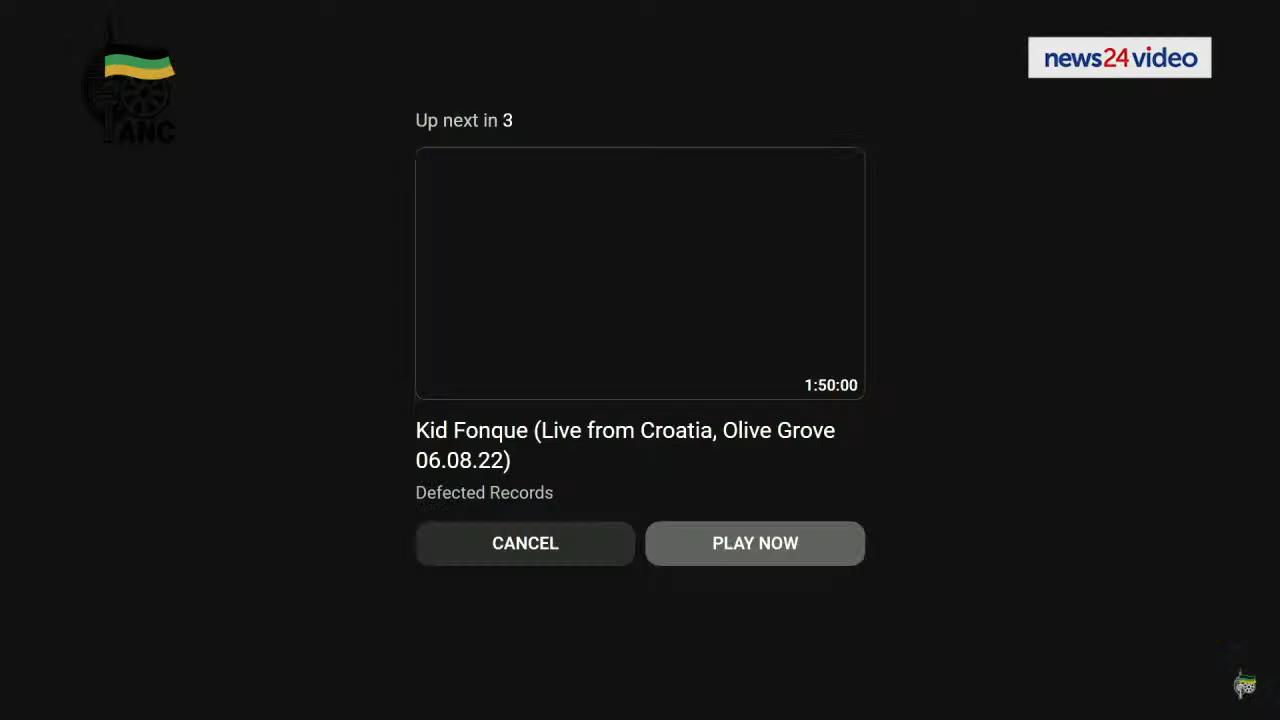 news24video
ANC
Up next in 3
1:50:00
Kid Fonque (Live from Croatia, Olive Grove
06.08.22)
Defected Records
CANCEL
PLAY NOW